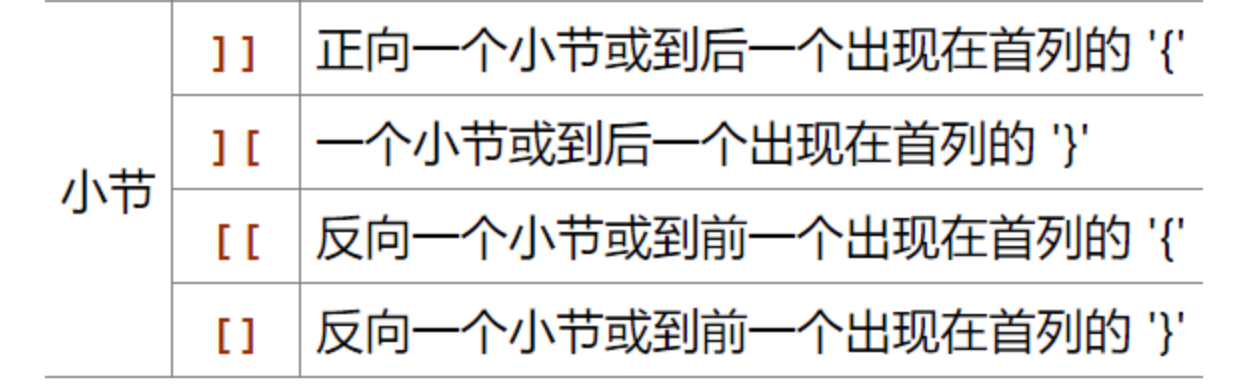 ]] 正向一个小节或到后一个出现在首列的 '{'
][ 一个小节或到后一个出现在首列的 '}'
小节
[[ 反向一个小节或到前一个出现在首列的 '{'
[] 反向一个小节或到前一个出现在首列的 '}'